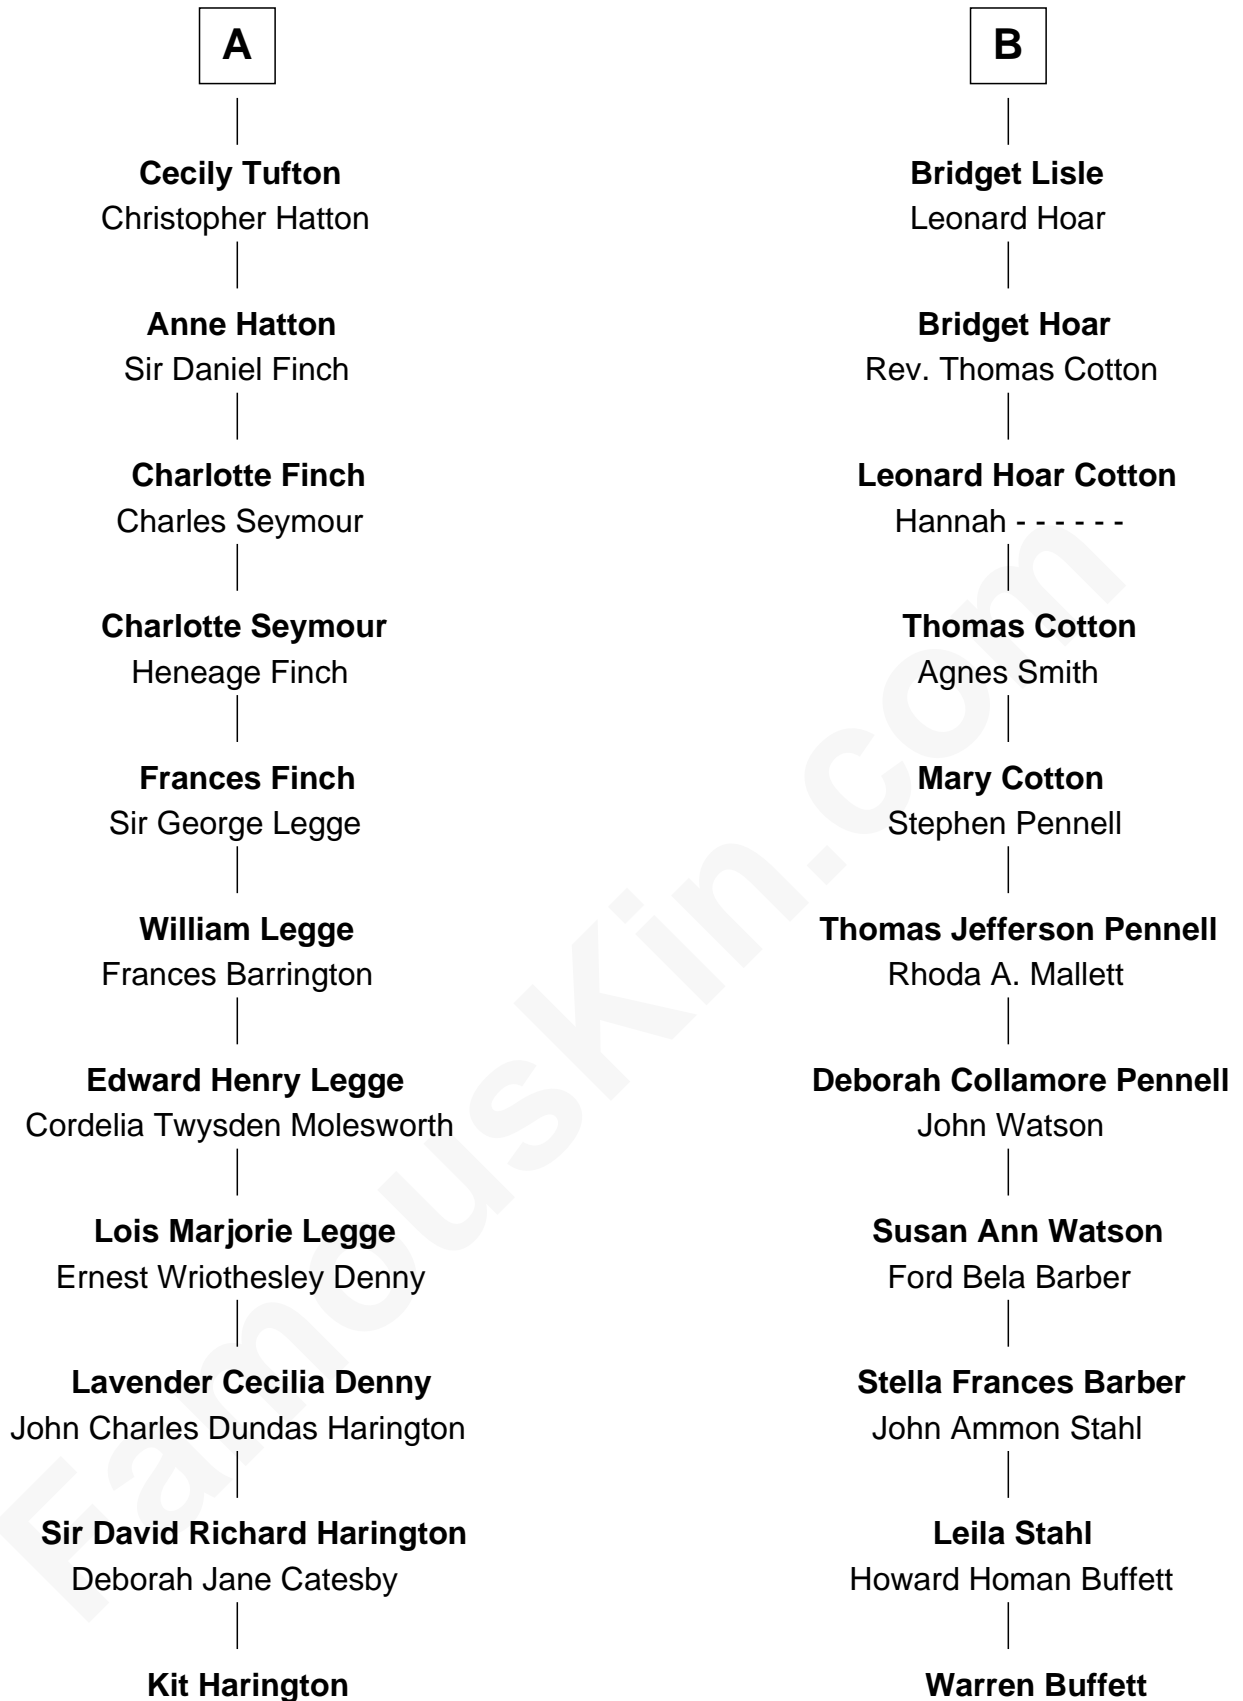 A
Cecily Tufton
Christopher Hatton
Anne Hatton
Sir Daniel Finch
Charlotte Finch
Charles Seymour
Charlotte Seymour
Heneage Finch
Frances Finch
Sir George Legge
William Legge
Frances Barrington
Edward Henry Legge
Cordelia Twysden Molesworth
Lois Marjorie Legge
Ernest Wriothesley Denny
Lavender Cecilia Denny
John Charles Dundas Harington
Sir David Richard Harington
Deborah Jane Catesby
Kit Harington
B
Bridget Lisle
Leonard Hoar
Bridget Hoar
Rev. Thomas Cotton
Leonard Hoar Cotton
Hannah - - - - - -
Thomas Cotton
Agnes Smith
Mary Cotton
Stephen Pennell
Thomas Jefferson Pennell
Rhoda A. Mallett
Deborah Collamore Pennell
John Watson
Susan Ann Watson
Ford Bela Barber
Stella Frances Barber
John Ammon Stahl
Leila Stahl
Howard Homan Buffett
Warren Buffett
FamousKin.com